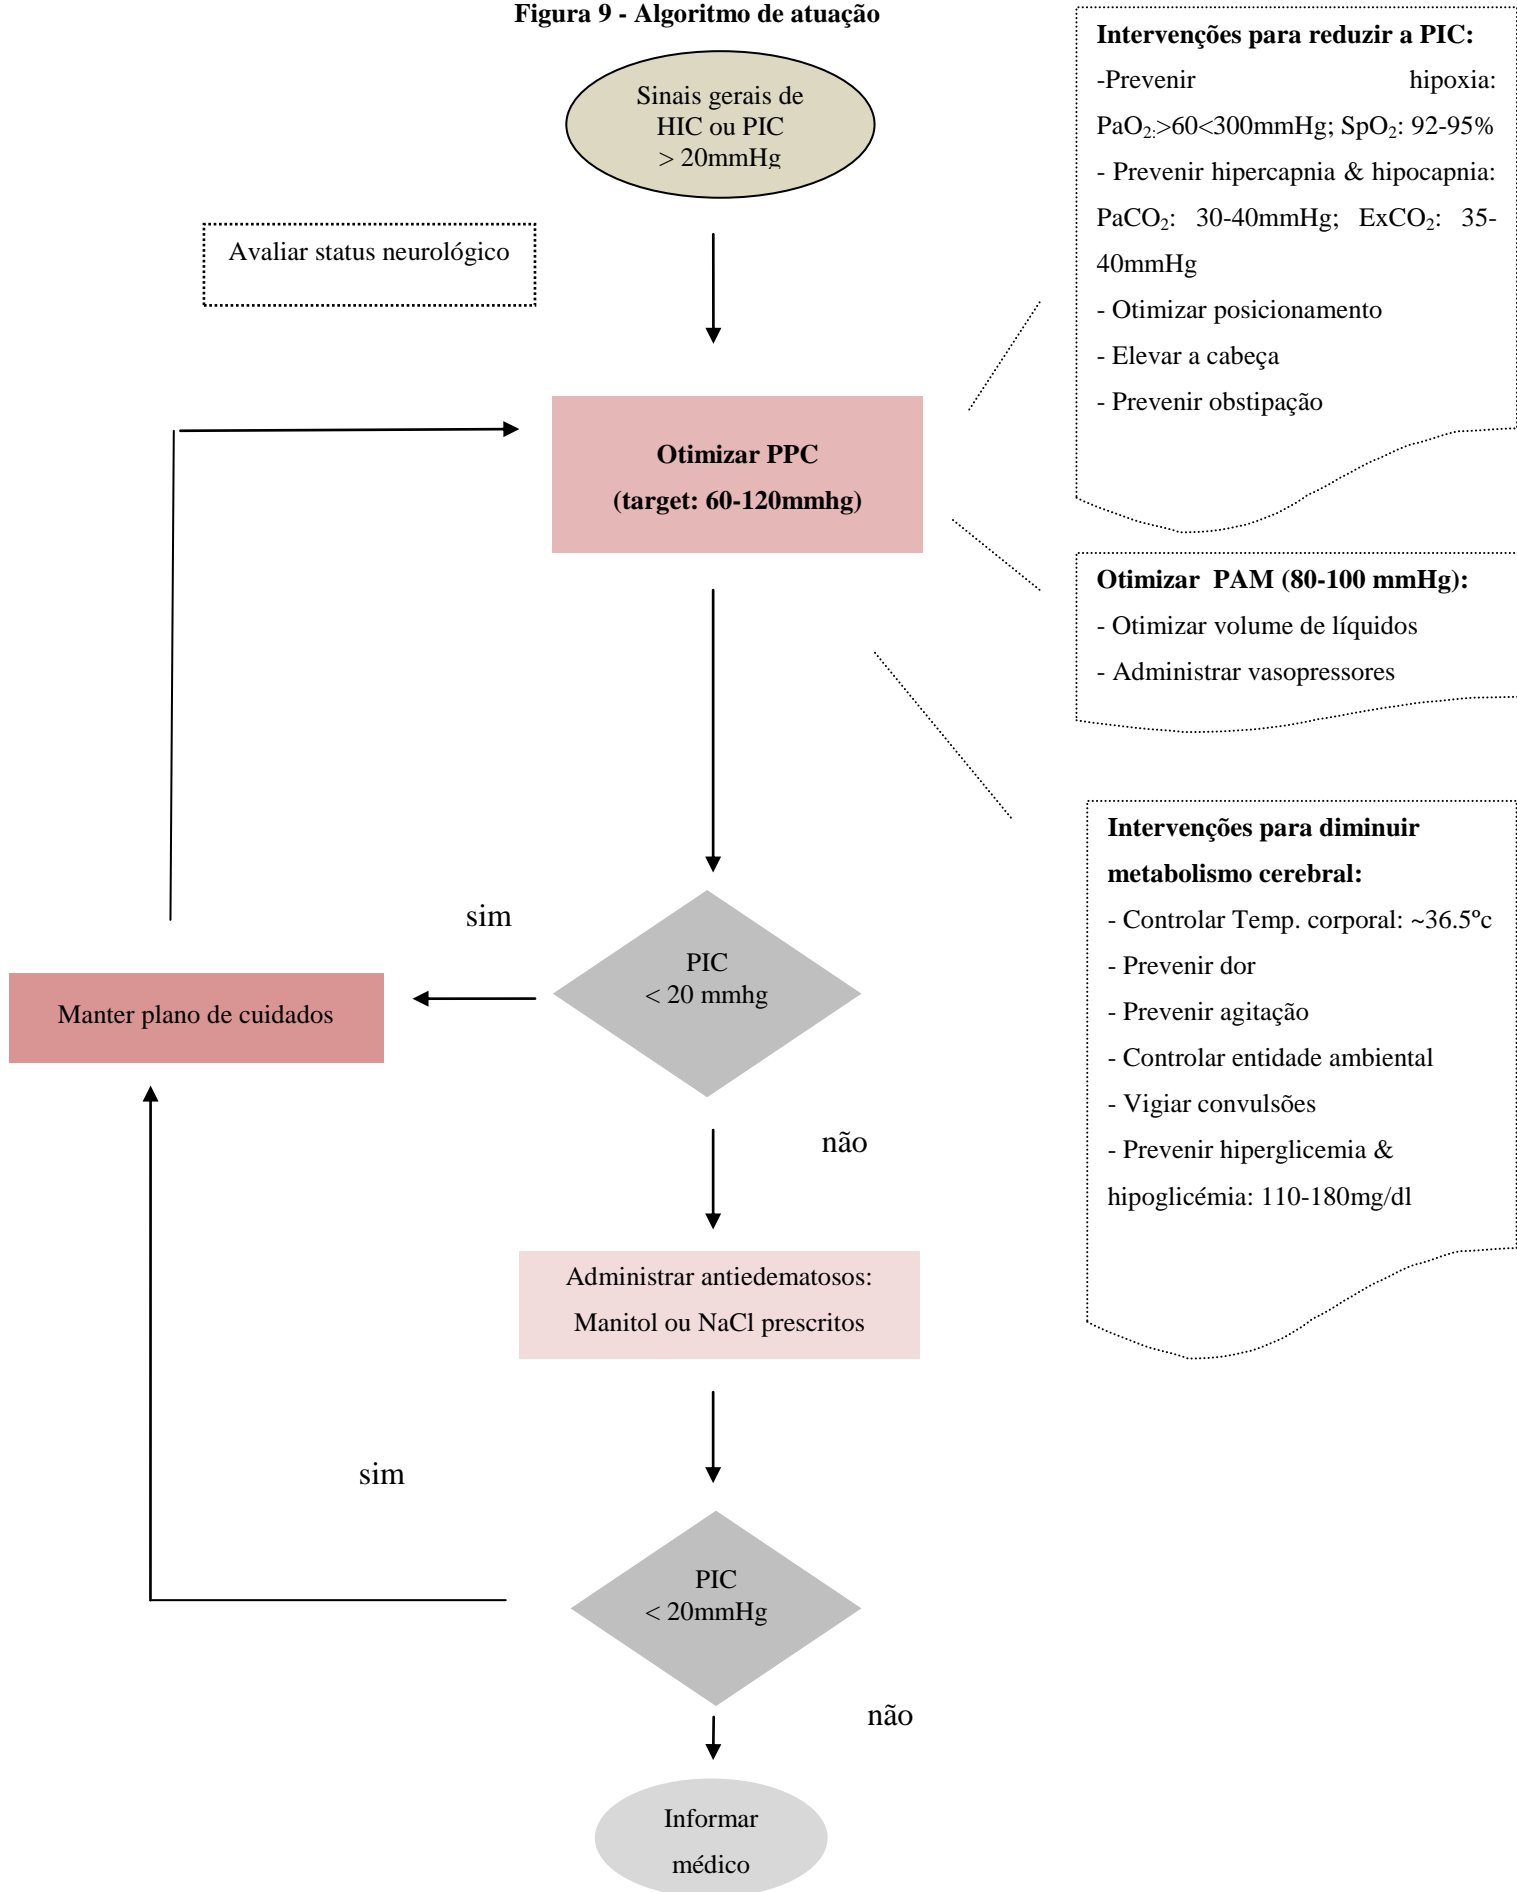 Figura 9 - Algoritmo de atuação
Sinais gerais de
HIC ou PIC
> 20mmHg
Avaliar status neurológico
Otimizar PPC
(target: 60-120mmhg)
Intervenções para reduzir a PIC:
-Prevenir hipoxia:
PaO2:>60<300mmHg; SpO2: 92-95%
- Prevenir hipercapnia & hipocapnia:
PaCO2: 30-40mmHg; ExCO2: 35-
40mmHg
- Otimizar posicionamento
- Elevar a cabeça
- Prevenir obstipação
Otimizar PAM (80-100 mmHg):
- Otimizar volume de líquidos
- Administrar vasopressores
Intervenções para diminuir
metabolismo cerebral:
- Controlar Temp. corporal: ~36.5ºc
- Prevenir dor
- Prevenir agitação
- Controlar entidade ambiental
- Vigiar convulsões
- Prevenir hiperglicemia &
hipoglicémia: 110-180mg/dl
sim
PIC
< 20 mmhg
Manter plano de cuidados
não
Administrar antiedematosos:
Manitol ou NaCl prescritos
sim
PIC
< 20mmHg
não
Informar
médico